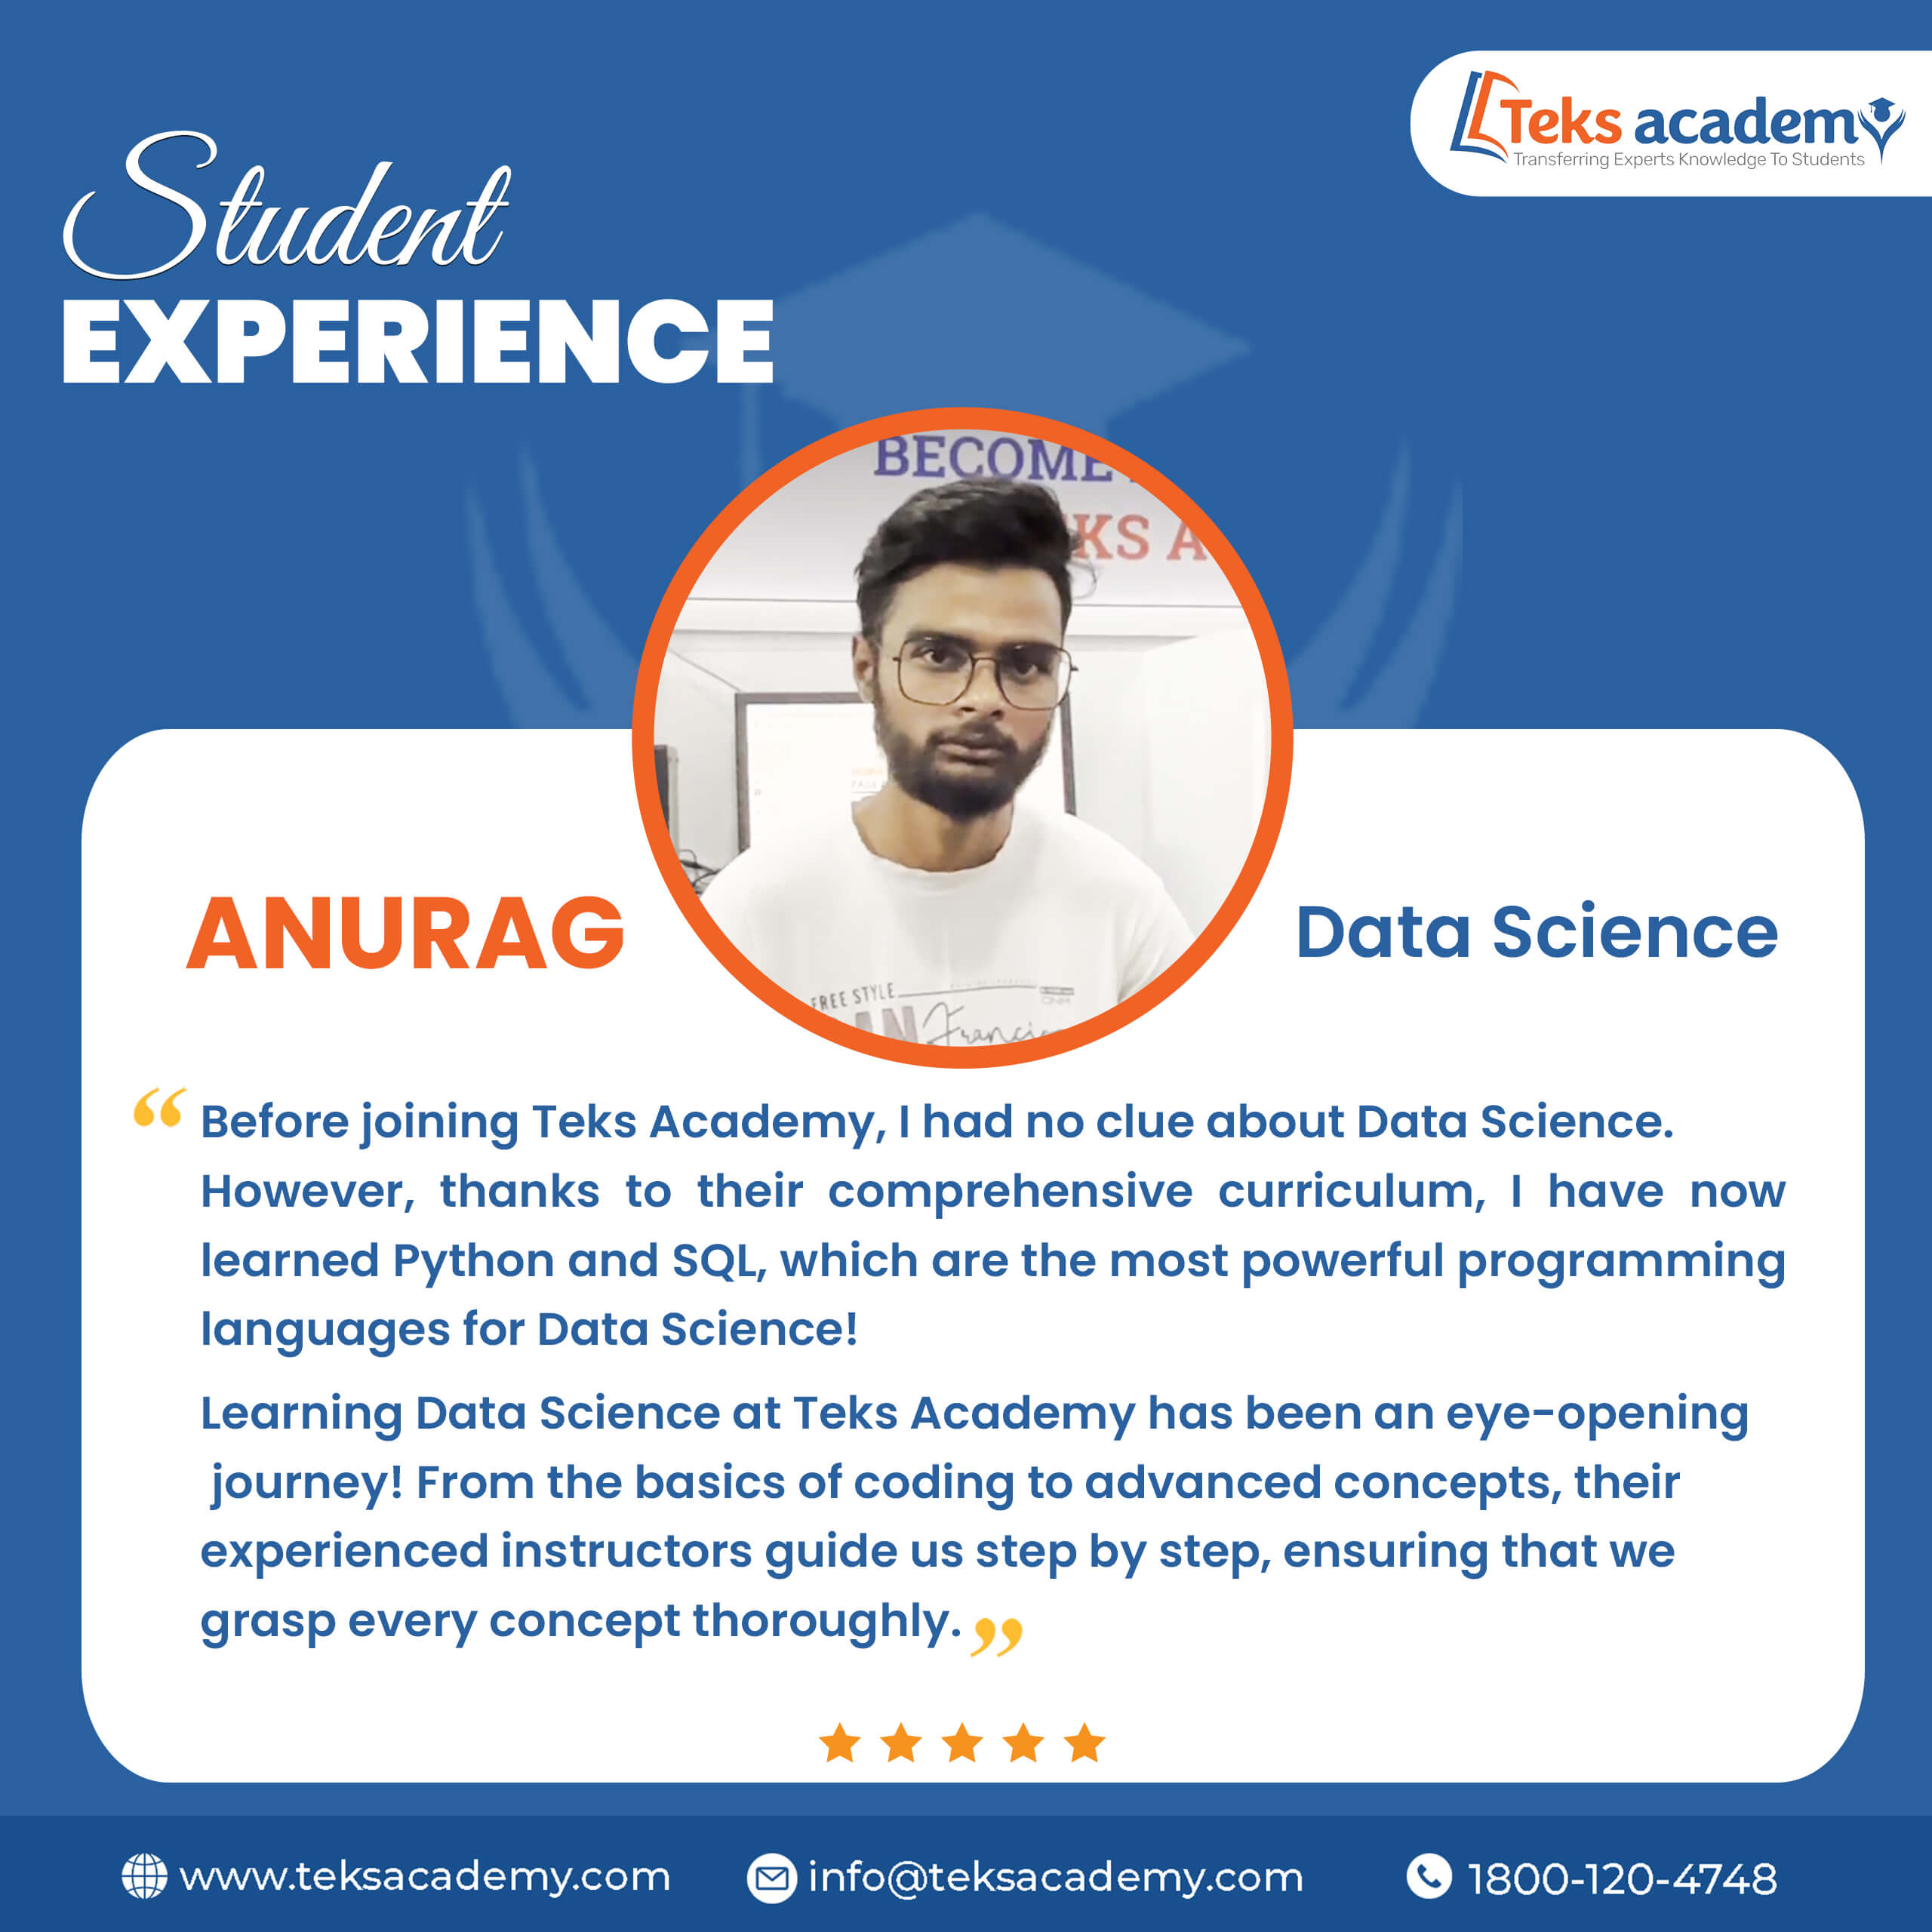 Teks academy
Transferring Experts Knowledge To Students
Student
EXPERIENCE
BECOME
KS A
FREE STYLE
Francis
ANURAG
Data Science
“ Before joining Teks Academy, I had no clue about Data Science.
However, thanks to their comprehensive curriculum, I have now
learned Python and SQL, which are the most powerful programming
languages for Data Science!
Learning Data Science at Teks Academy has been an eye-opening
journey! From the basics of coding to advanced concepts, their
experienced instructors guide us step by step, ensuring that we
grasp every concept thoroughly. ”
www.teksacademy.com
info@teksacademy.com
1800-120-4748